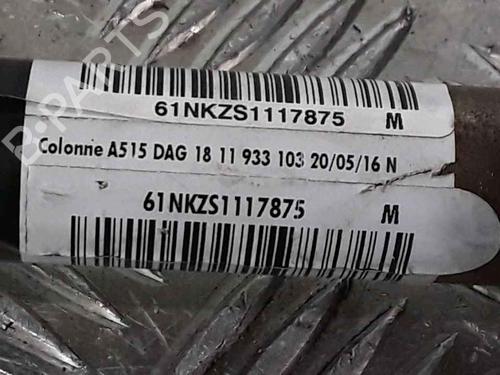 B-PARTS
61NKZS1117875 M
Colonne A515 DAG 18 11 933 103 20/05/16 N
61NKZS1117875 M